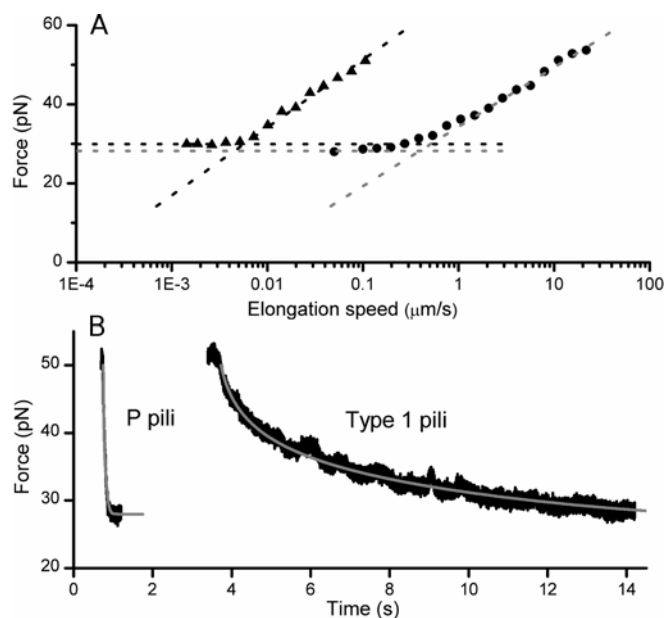 A
60
40
20
0
Force (pN)
1E-4 1E-3 0.01 0.1 1 10 100
Elongation speed (μm/s)
B
50
40
30
20
Force (pN)
P pili
Type 1 pili
0 2 4 6 8 10 12 14
Time (s)